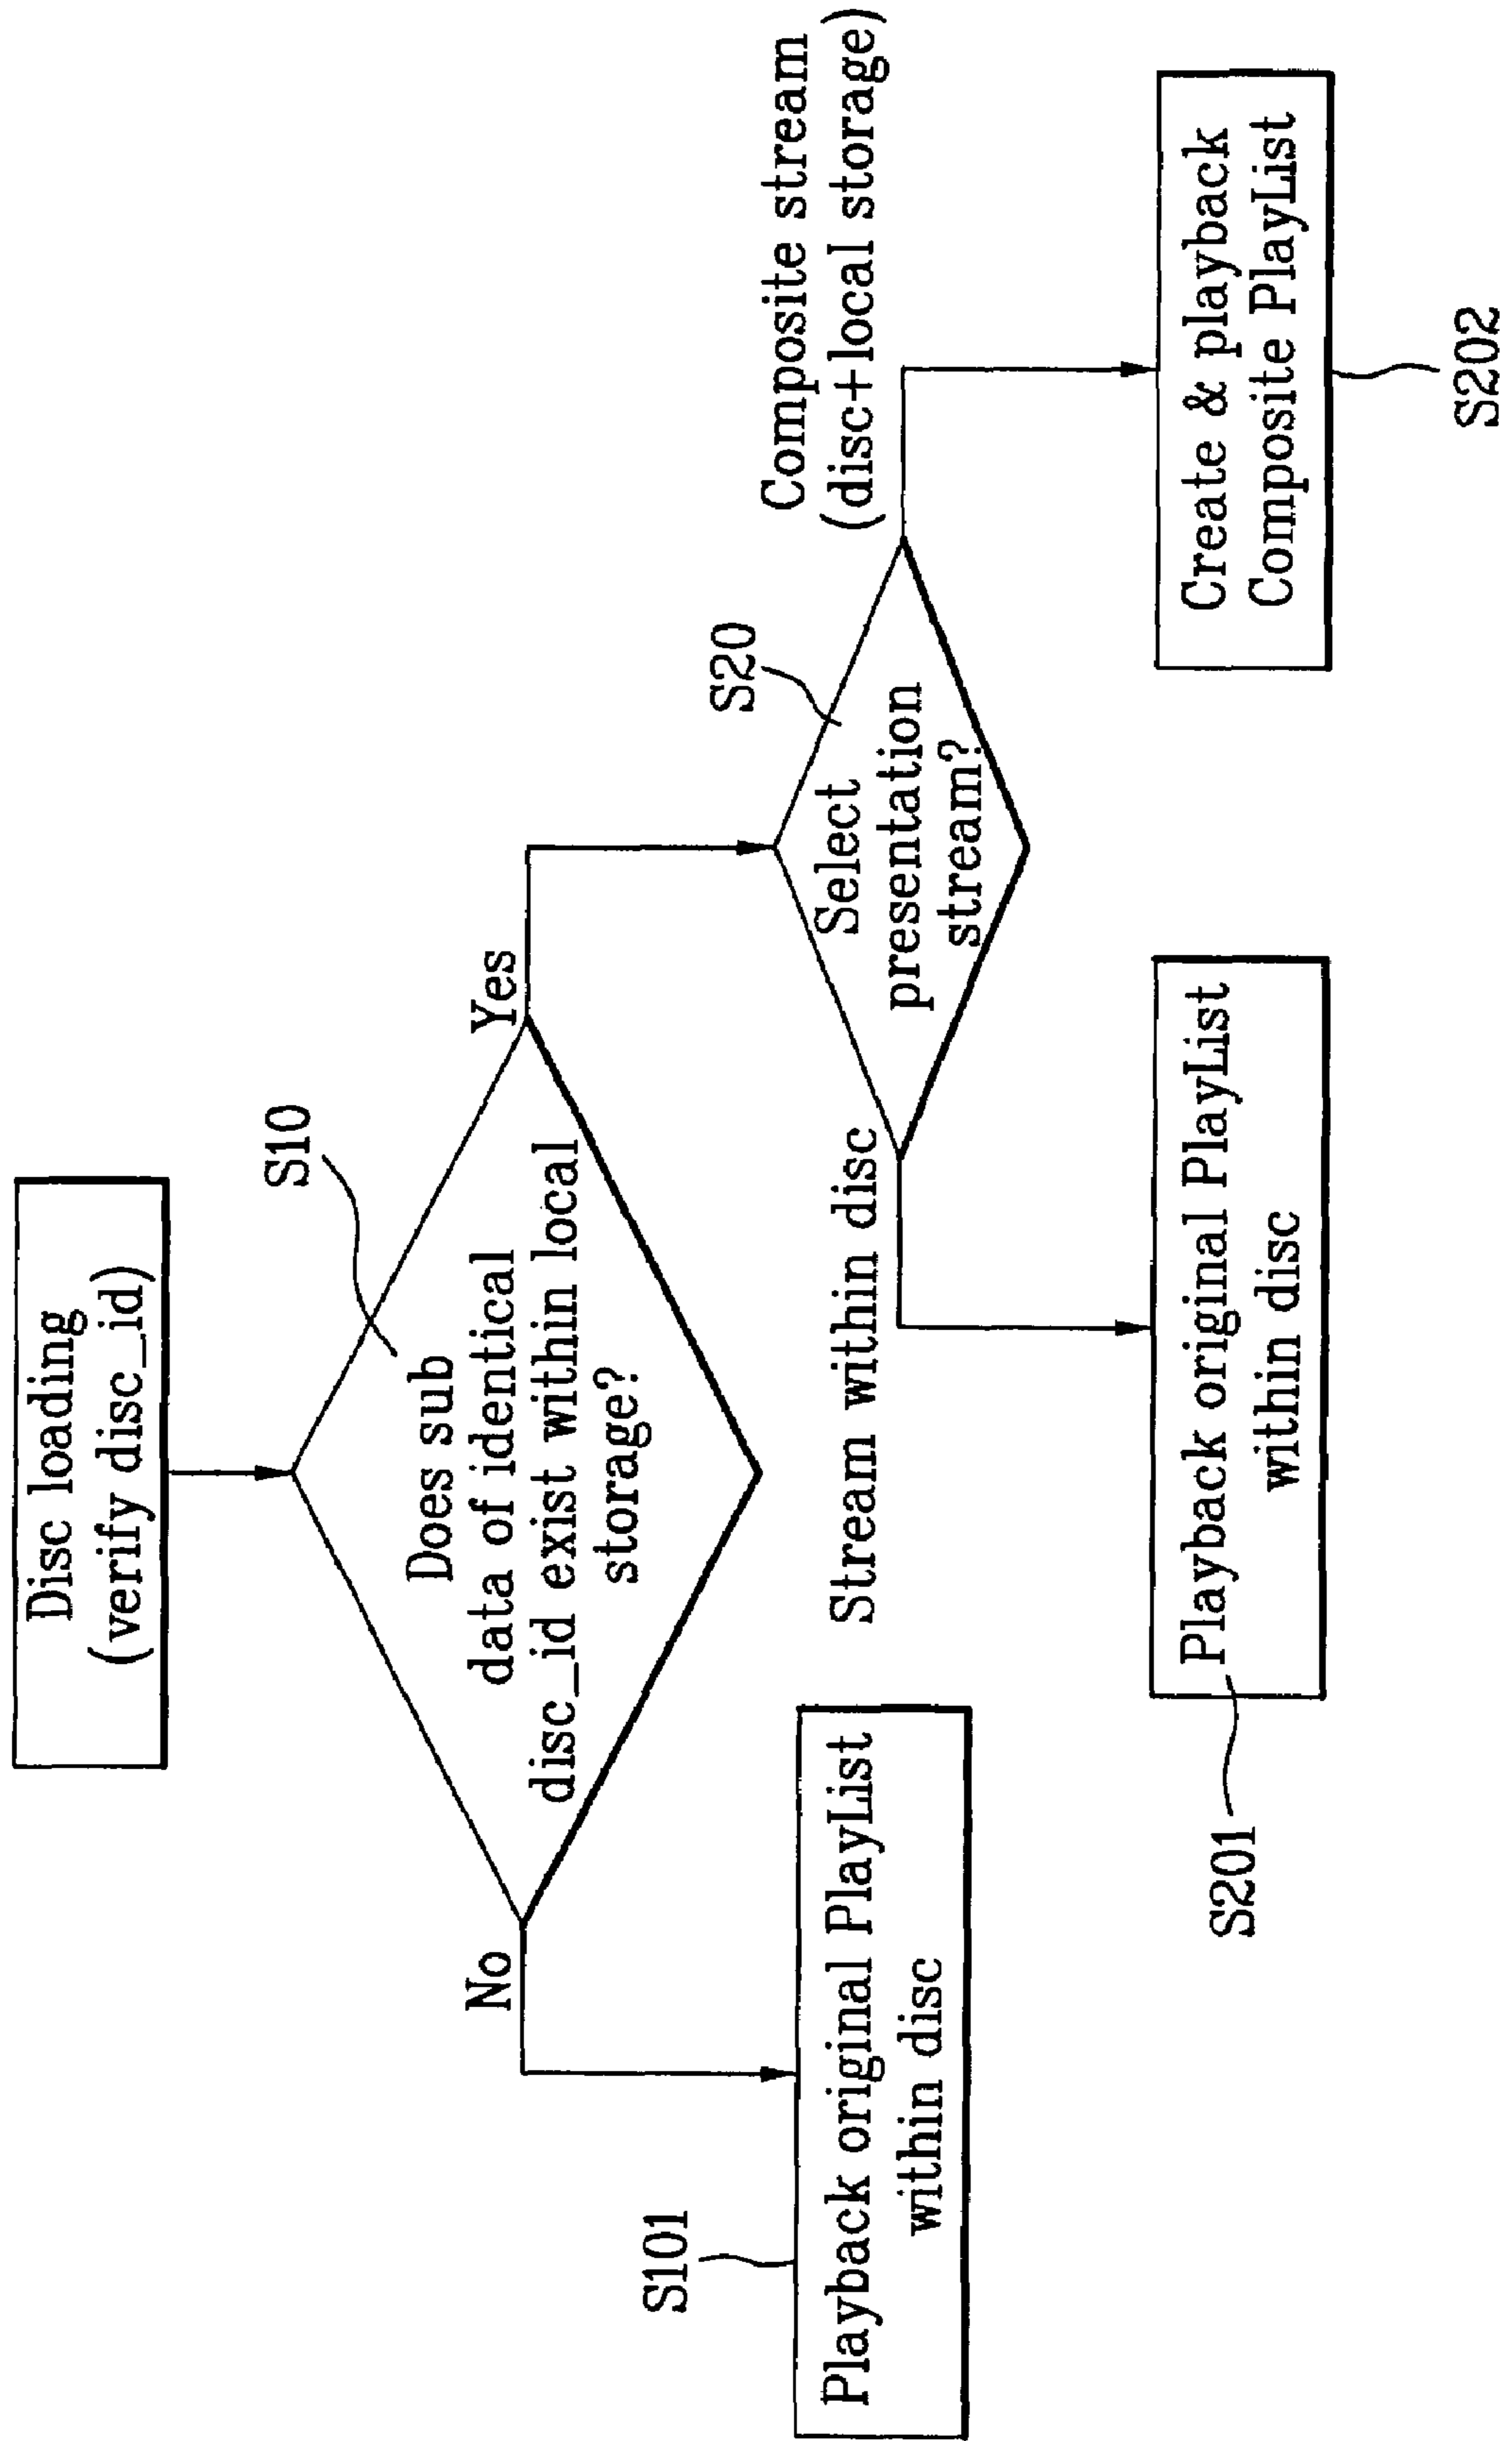 Disc loading
(verify disc_id)
S10
Does sub
data of identical
disc_id exist within local
storage?
No
Yes
S101
Playback original PlayList
within disc
S20
Select
presentation
stream?
Stream within disc
Composite stream
(disc+local storage)
Playback original PlayList
within disc
S201
Create & playback
Composite PlayList
S202